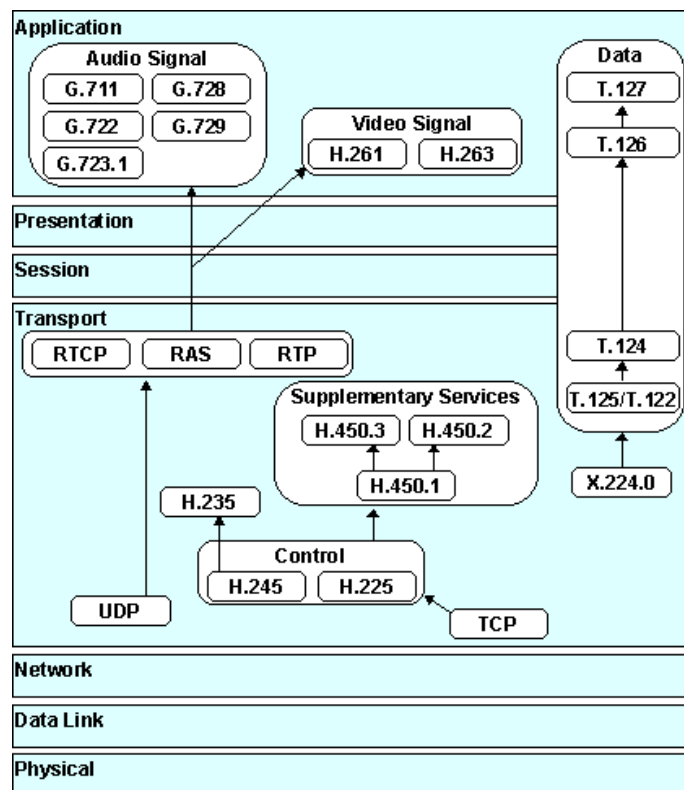 Application
Audio Signal
G.711
G.728
G.722
G.729
G.723.1
Video Signal
H.261
H.263
Data
T.127
T.126
T.124
T.125/T.122
X.224.0
Presentation
Session
Transport
RTCP
RAS
RTP
Supplementary Services
H.450.3
H.450.2
H.450.1
H.235
Control
H.245
H.225
UDP
TCP
Network
Data Link
Physical